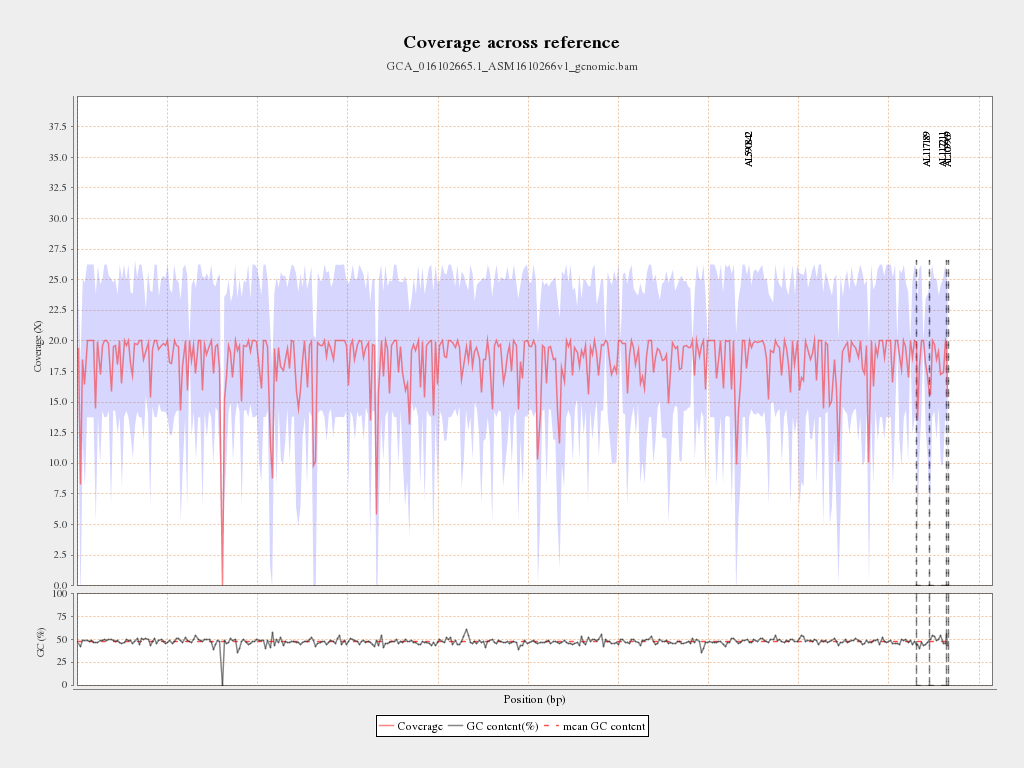 Coverage across reference
GCA_016102665.1_ASM1610266v1_genomic.bam
Coverage (X)
37.5
35.0
32.5
30.0
27.5
25.0
22.5
20.0
17.5
15.0
12.5
10.0
7.5
5.0
2.5
0.0
AL590842
AL117189
AL117211
AL109969
GC (%)
100
75
50
25
0
Position (bp)
Coverage GC content(%) mean GC content